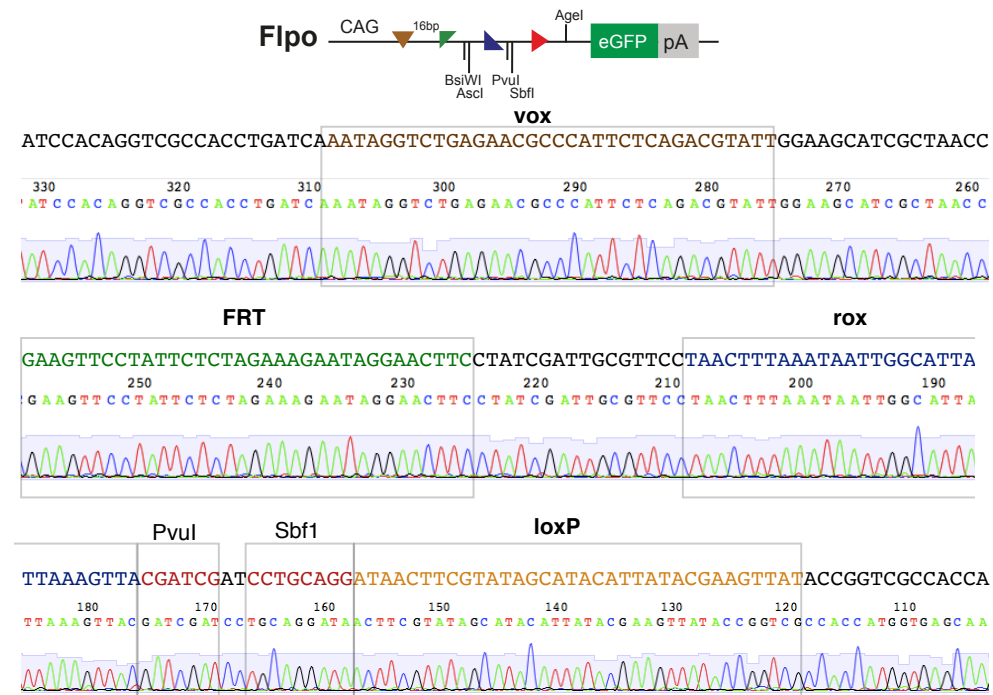 CAG 16bp AgeI
Flpo eGFP pA
BsiWI PvuI
AscI SbfI
vox
ATCCACAGGTCGCCACCTGATCAAATAGGTCTGAGAACGCCCATTCTCAGACGTATTGGAAGCATCGCTAACC
330 320 310 300 290 280 270 260
ATCCACAGGTCGCCACCTGATCAAATAGGTCTGAGAACGCCCATTCTCAGACGTATTGGAAGCATCGCTAACC
FRT rox
GAAGTTCCTATTCTCTAGAAAGAATAGGAACTTCCTATCGATTGCGTTCCTAACTTTAAATAATTGGCATTA
250 240 230 220 210 200 190
GAAGTTCCTATTCTCTAGAAAGAATAGGAACTTCCTATCGATTGCGTTCCTAACTTTAAATAATTGGCATTA
PvuI Sbf1 loxP
TTAAAGTTACGATCGATCCTGCAGGATAACTTCGTATAGCATACATTATACGAAGTTATACCGGTCGCCACCA
180 170 160 150 140 130 120 110
TTAAAGTTACGATCGATCCTGCAGGATAACTTCGTATAGCATACATTATACGAAGTTATACCGGTCGCCACCATGGTGAGCAA